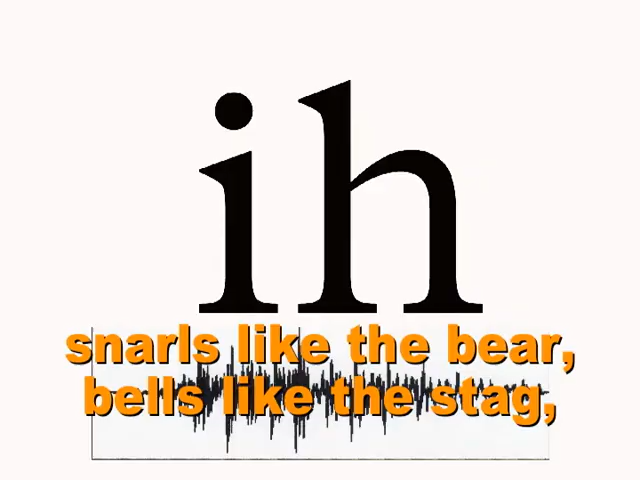 ih
snarls like the bear,
bells like the stag,